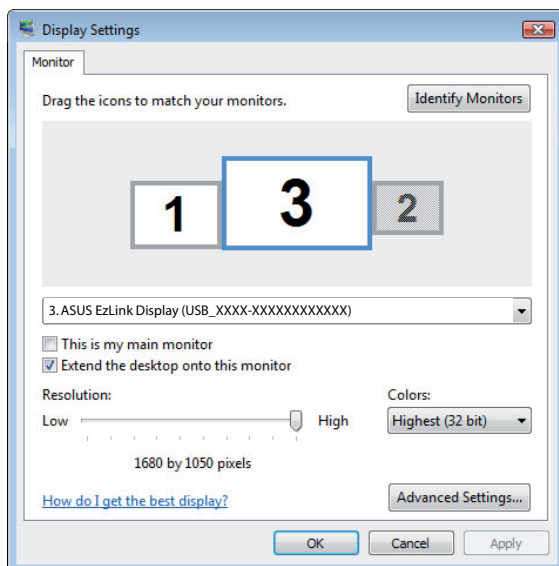 Display Settings
Monitor
Drag the icons to match your monitors.
Identify Monitors
1 3 2
3. ASUS EzLink Display (USB_XXXX-XXXXXXXXXXXX)
This is my main monitor
Extend the desktop onto this monitor
Resolution: Colors:
Low High Highest (32 bit)
1680 by 1050 pixels
How do I get the best display? Advanced Settings...
OK Cancel Apply